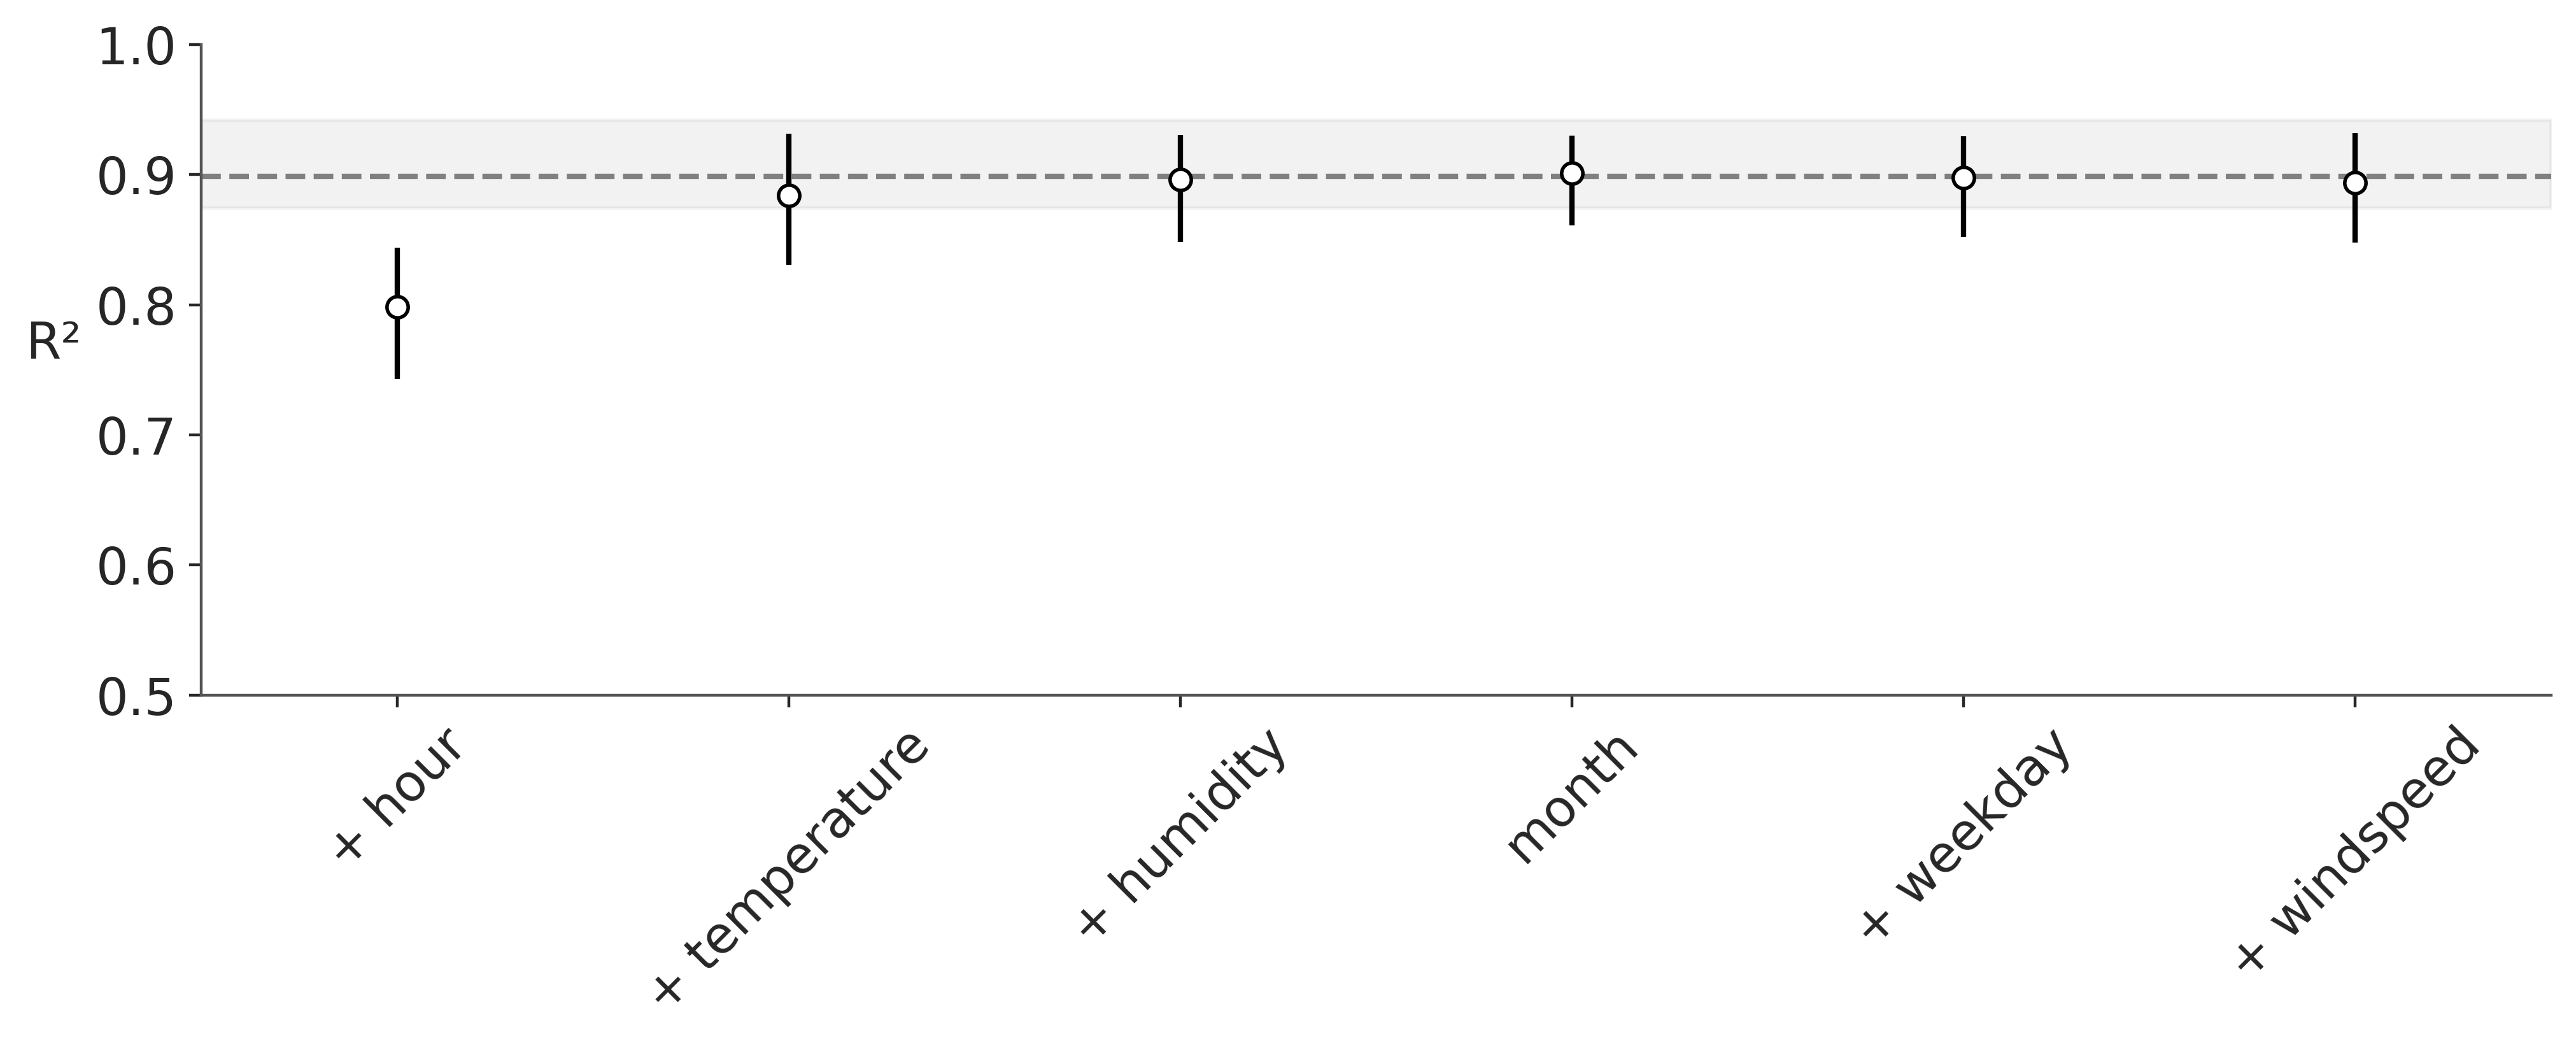 1.0
0.9
0.8
0.7
0.6
0.5
R²
+ hour
+ temperature
+ humidity
month
+ weekday
+ windspeed